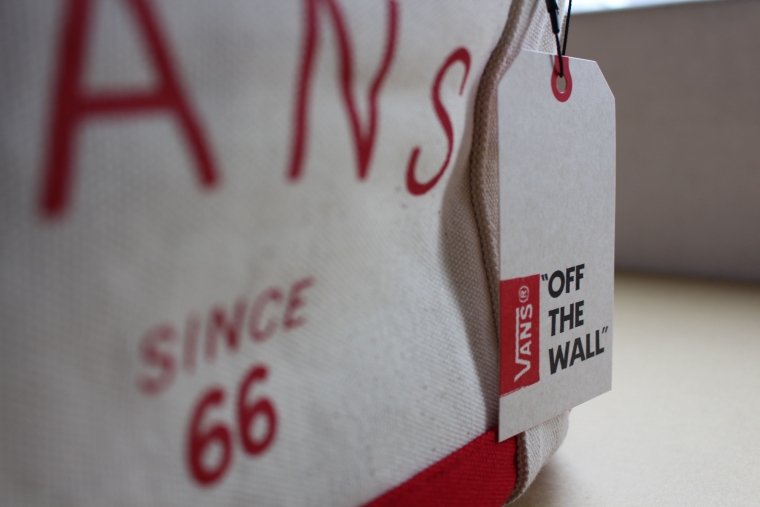 ANS
SINCE
66
VANS®
"OFF
THE
WALL"